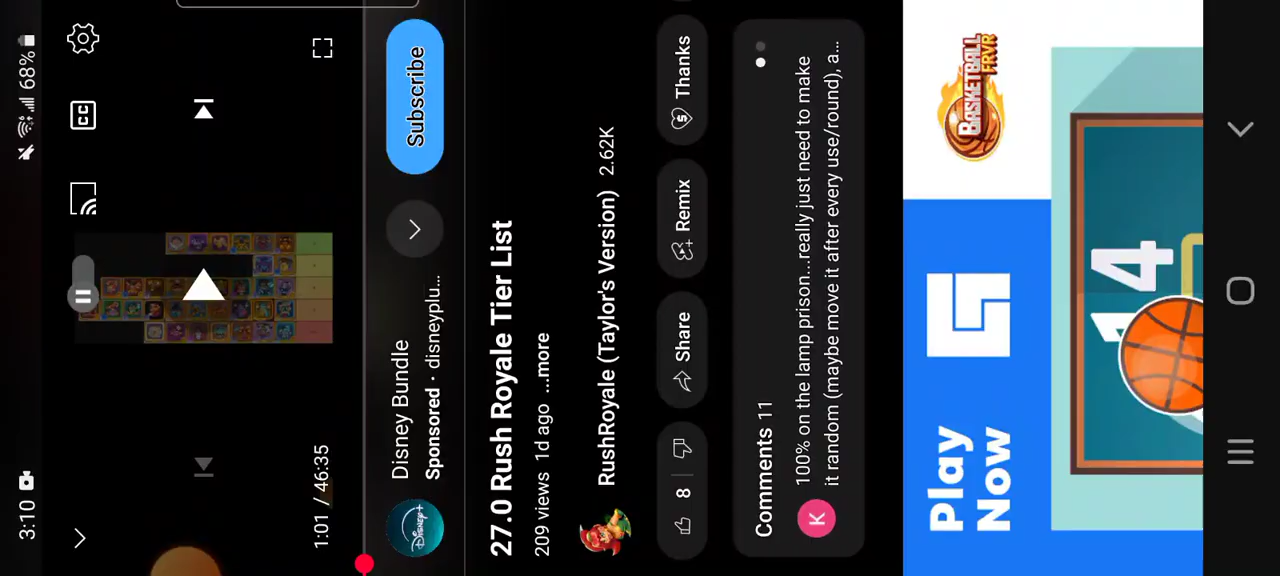 3:10
68%
CC
1:01 / 46:35
Disney+
Disney Bundle
Sponsored · disneyplu...
Subscribe
27.0 Rush Royale Tier List
209 views 1d ago ...more
RushRoyale (Taylor's Version) 2.62K
8
Share
Remix
Thanks
Comments 11
K
100% on the lamp prison...really just need to make
it random (maybe move it after every use/round), a...
Play
Now
BASKETBALL
FRVR
14